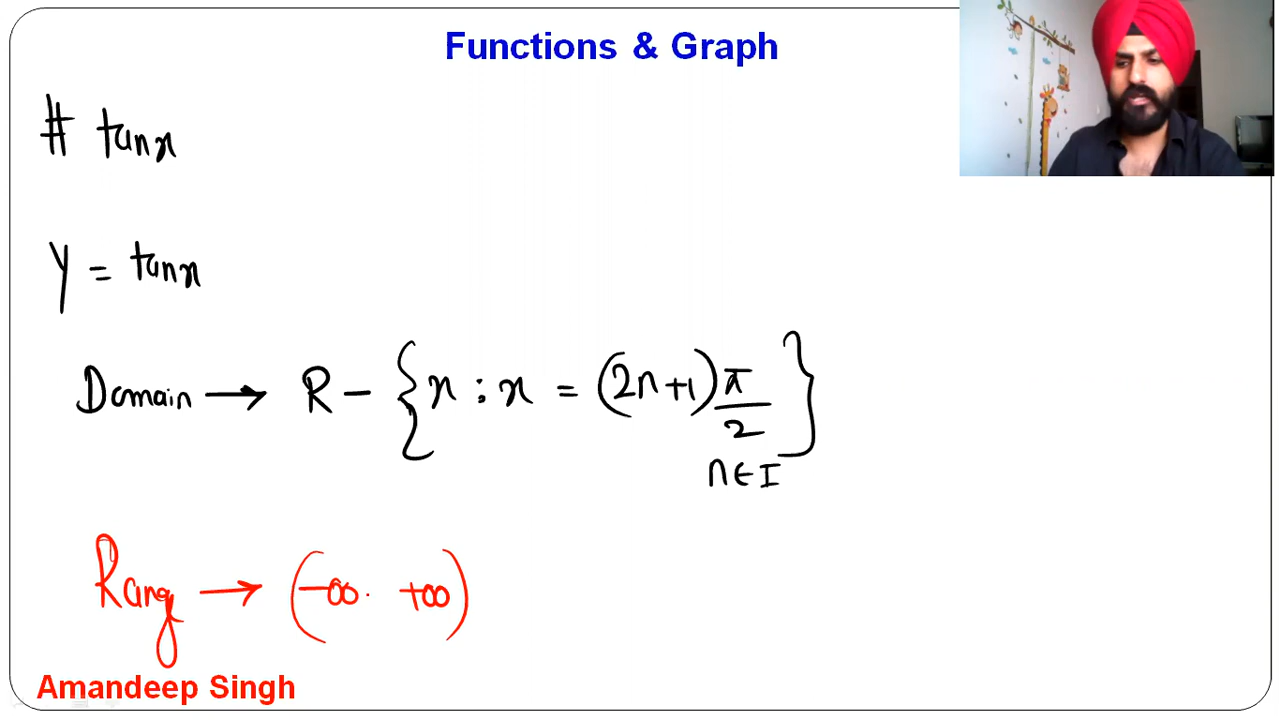 Functions & Graph
# tanx
y = tanx
Domain → R - {x : x = (2n+1)π/2}
n∈I
Rang → (-∞. +∞)
Amandeep Singh